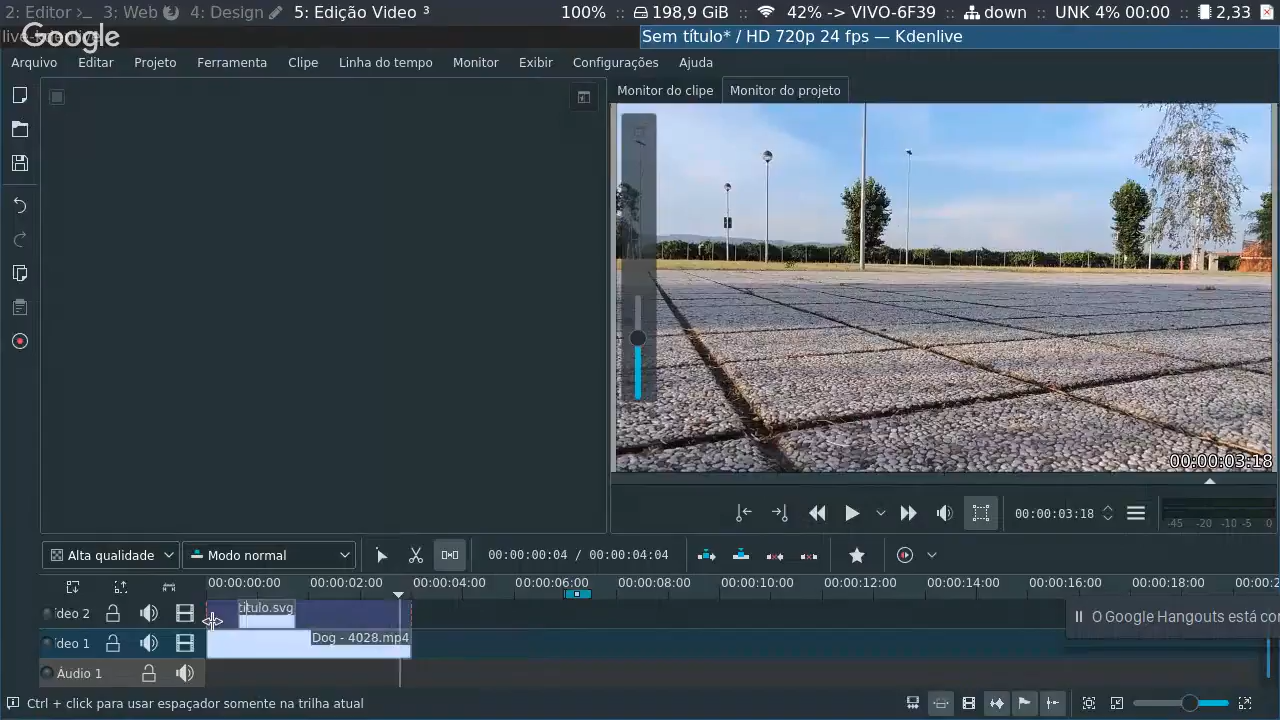 2: Editor 3: Web 4: Design 5: Edição Video ³ 100% :: 198,9 GiB :: 42% -> VIVO-6F39 :: down :: UNK 4% 00:00 :: 2,33
Google
Sem título* / HD 720p 24 fps — Kdenlive
Arquivo Editar Projeto Ferramenta Clipe Linha do tempo Monitor Exibir Configurações Ajuda
Monitor do clipe Monitor do projeto
00:00:03:18
00:00:03:18
-45 -20 -10 -5 0
Alta qualidade Modo normal 00:00:00:04 / 00:00:04:04
00:00:00:00 00:00:02:00 00:00:04:00 00:00:06:00 00:00:08:00 00:00:10:00 00:00:12:00 00:00:14:00 00:00:16:00 00:00:18:00
ídeo 2 titulo.svg
O Google Hangouts está
ídeo 1 Dog - 4028.mp4
Áudio 1
Ctrl + click para usar espaçador somente na trilha atual